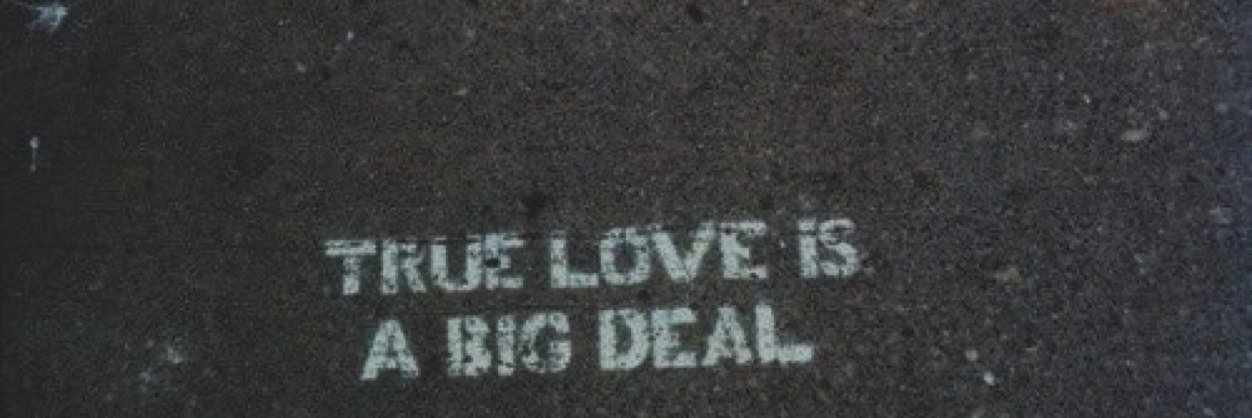 TRUE LOVE iS
A BiG DEAL